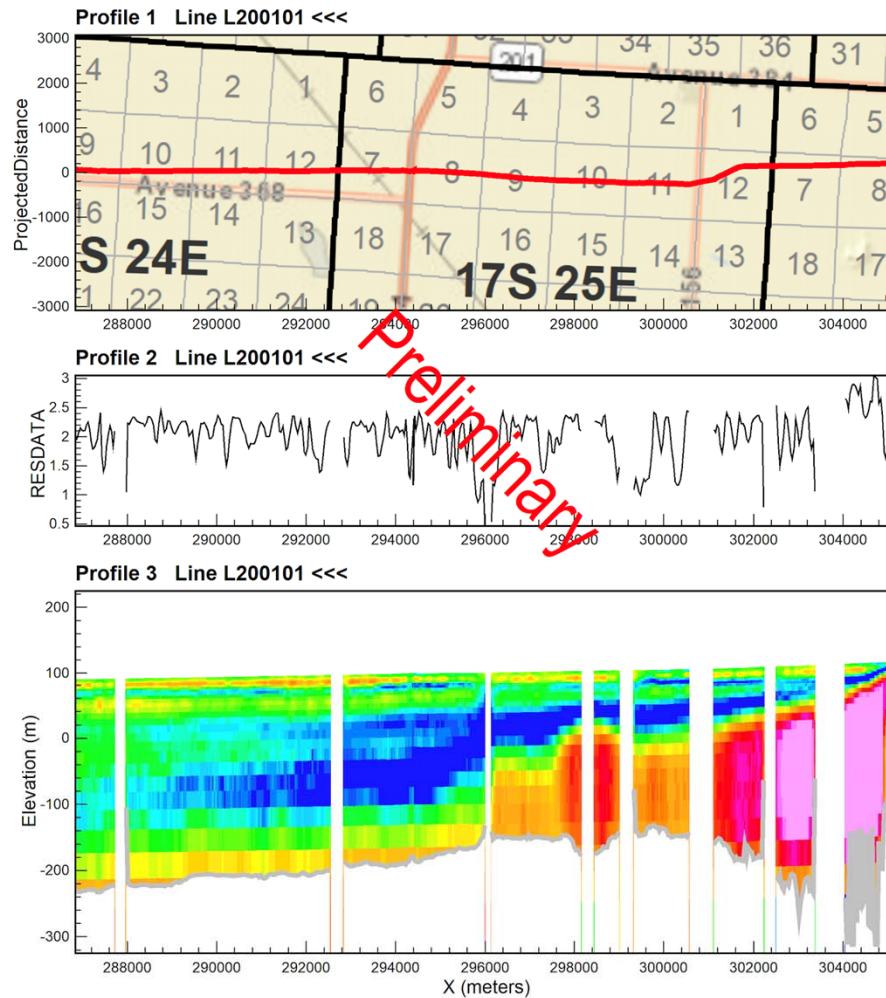 Profile 1 Line L200101 <<<
ProjectedDistance
3000
2000
1000
0
-1000
-2000
-3000
201
34 35 36 31
Avenue 384
4 3 2 1 6 5 4 3 2 1 6 5
9 10 11 12 7 8 9 10 11 12 7 8
Avenue 368
16 15 14 13 18 17 16 15 14 13 18 17
S 24E
17S 25E
156
22 23 24
288000 290000 292000 294000 296000 298000 300000 302000 304000
Preliminary
Profile 2 Line L200101 <<<
RESDATA
3
2.5
2
1.5
1
0.5
288000 290000 292000 294000 296000 298000 300000 302000 304000
Profile 3 Line L200101 <<<
Elevation (m)
200
100
0
-100
-200
-300
288000 290000 292000 294000 296000 298000 300000 302000 304000
X (meters)